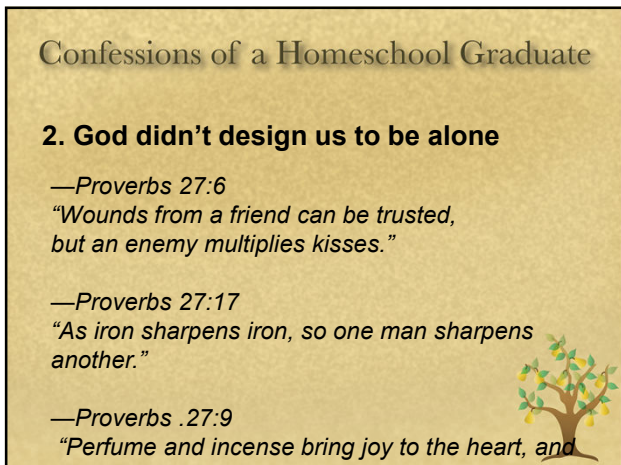 Confessions of a Homeschool Graduate
2. God didn’t design us to be alone
—Proverbs 27:6
“Wounds from a friend can be trusted,
but an enemy multiplies kisses.”
—Proverbs 27:17
“As iron sharpens iron, so one man sharpens
another.”
—Proverbs .27:9
“Perfume and incense bring joy to the heart, and